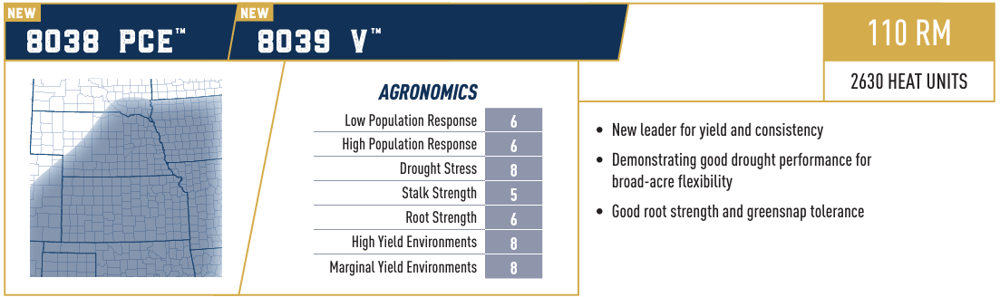 NEW
8038 PCE™
NEW
8039 V™
110 RM
2630 HEAT UNITS
AGRONOMICS
Low Population Response 6
High Population Response 6
Drought Stress 8
Stalk Strength 5
Root Strength 6
High Yield Environments 8
Marginal Yield Environments 8
• New leader for yield and consistency
• Demonstrating good drought performance for
broad-acre flexibility
• Good root strength and greensnap tolerance